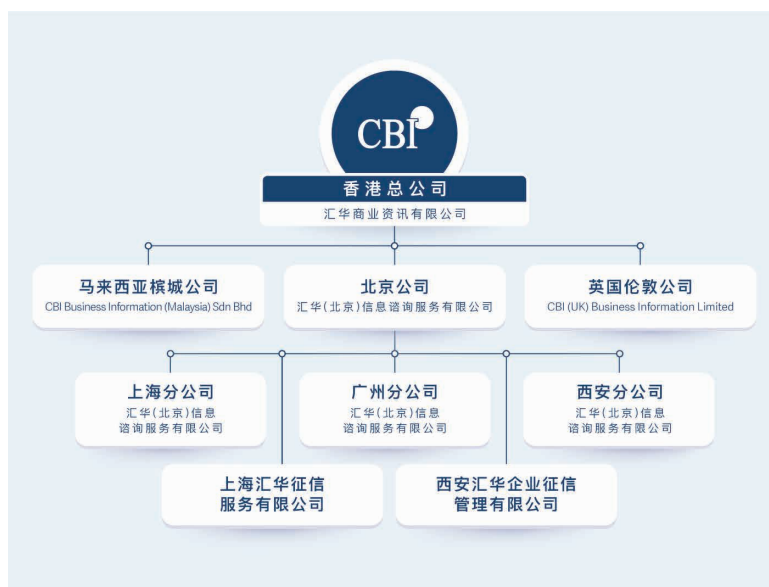 CBI
香港总公司
汇华商业资讯有限公司
马来西亚槟城公司
CBI Business Information (Malaysia) Sdn Bhd
北京公司
汇华(北京)信息谘询服务有限公司
英国伦敦公司
CBI (UK) Business Information Limited
上海分公司
汇华(北京)信息
谘询服务有限公司
广州分公司
汇华(北京)信息
谘询服务有限公司
西安分公司
汇华(北京)信息
谘询服务有限公司
上海汇华征信
服务有限公司
西安汇华企业征信
管理有限公司